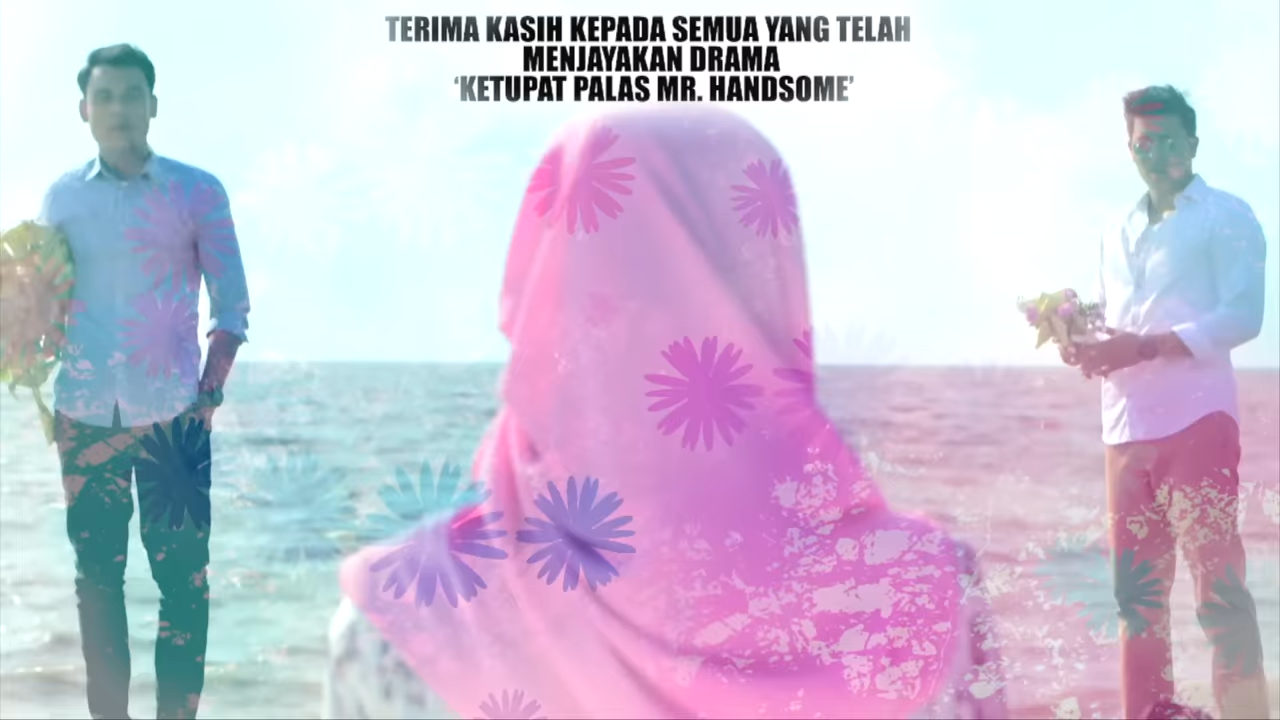 TERIMA KASIH KEPADA SEMUA YANG TELAH
MENJAYAKAN DRAMA
‘KETUPAT PALAS MR. HANDSOME’